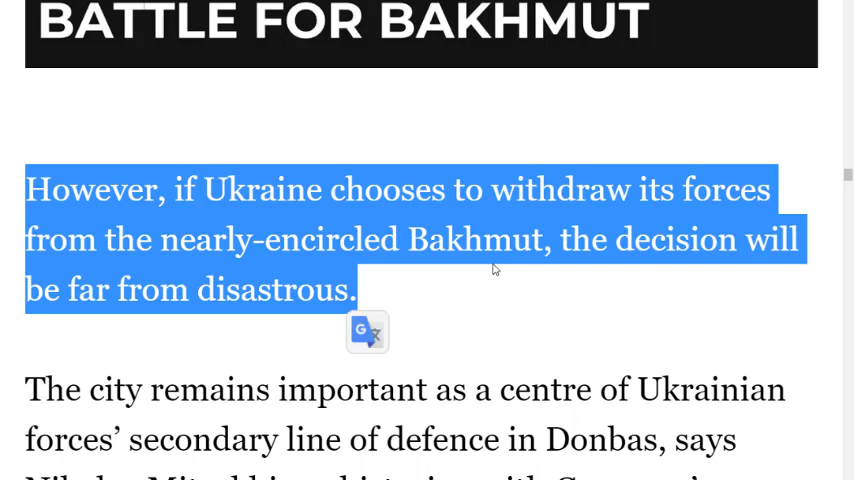 BATTLE FOR BAKHMUT
However, if Ukraine chooses to withdraw its forces
from the nearly-encircled Bakhmut, the decision will
be far from disastrous.
The city remains important as a centre of Ukrainian
forces’ secondary line of defence in Donbas, says